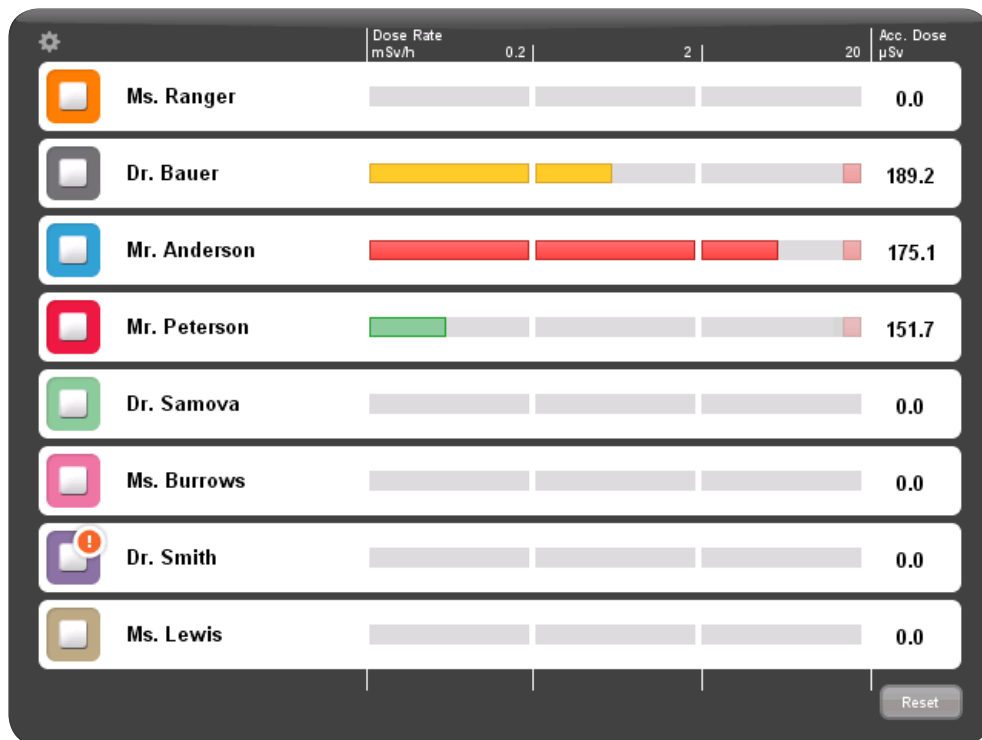 Dose Rate
mSv/h 0.2 2 20
Acc. Dose
µSv
Ms. Ranger 0.0
Dr. Bauer 189.2
Mr. Anderson 175.1
Mr. Peterson 151.7
Dr. Samova 0.0
Ms. Burrows 0.0
!
Dr. Smith 0.0
Ms. Lewis 0.0
Reset